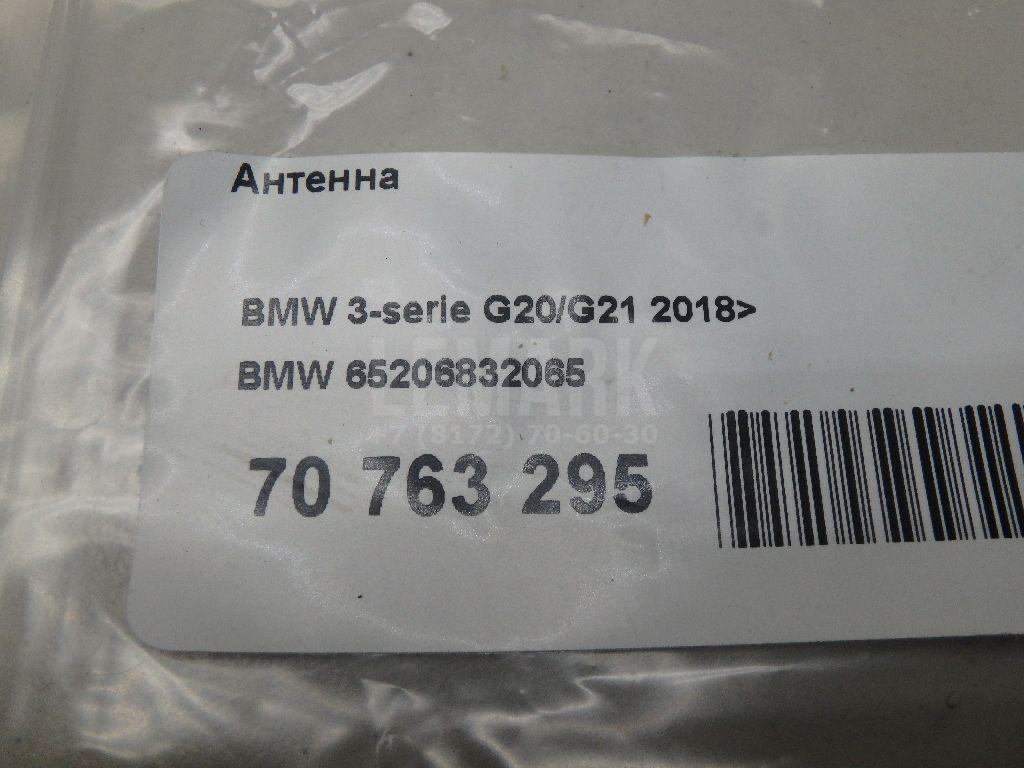 Антенна
BMW 3-serie G20/G21 2018>
BMW 65206832065
LEMARK
+7 (8172) 70-60-30
70 763 295